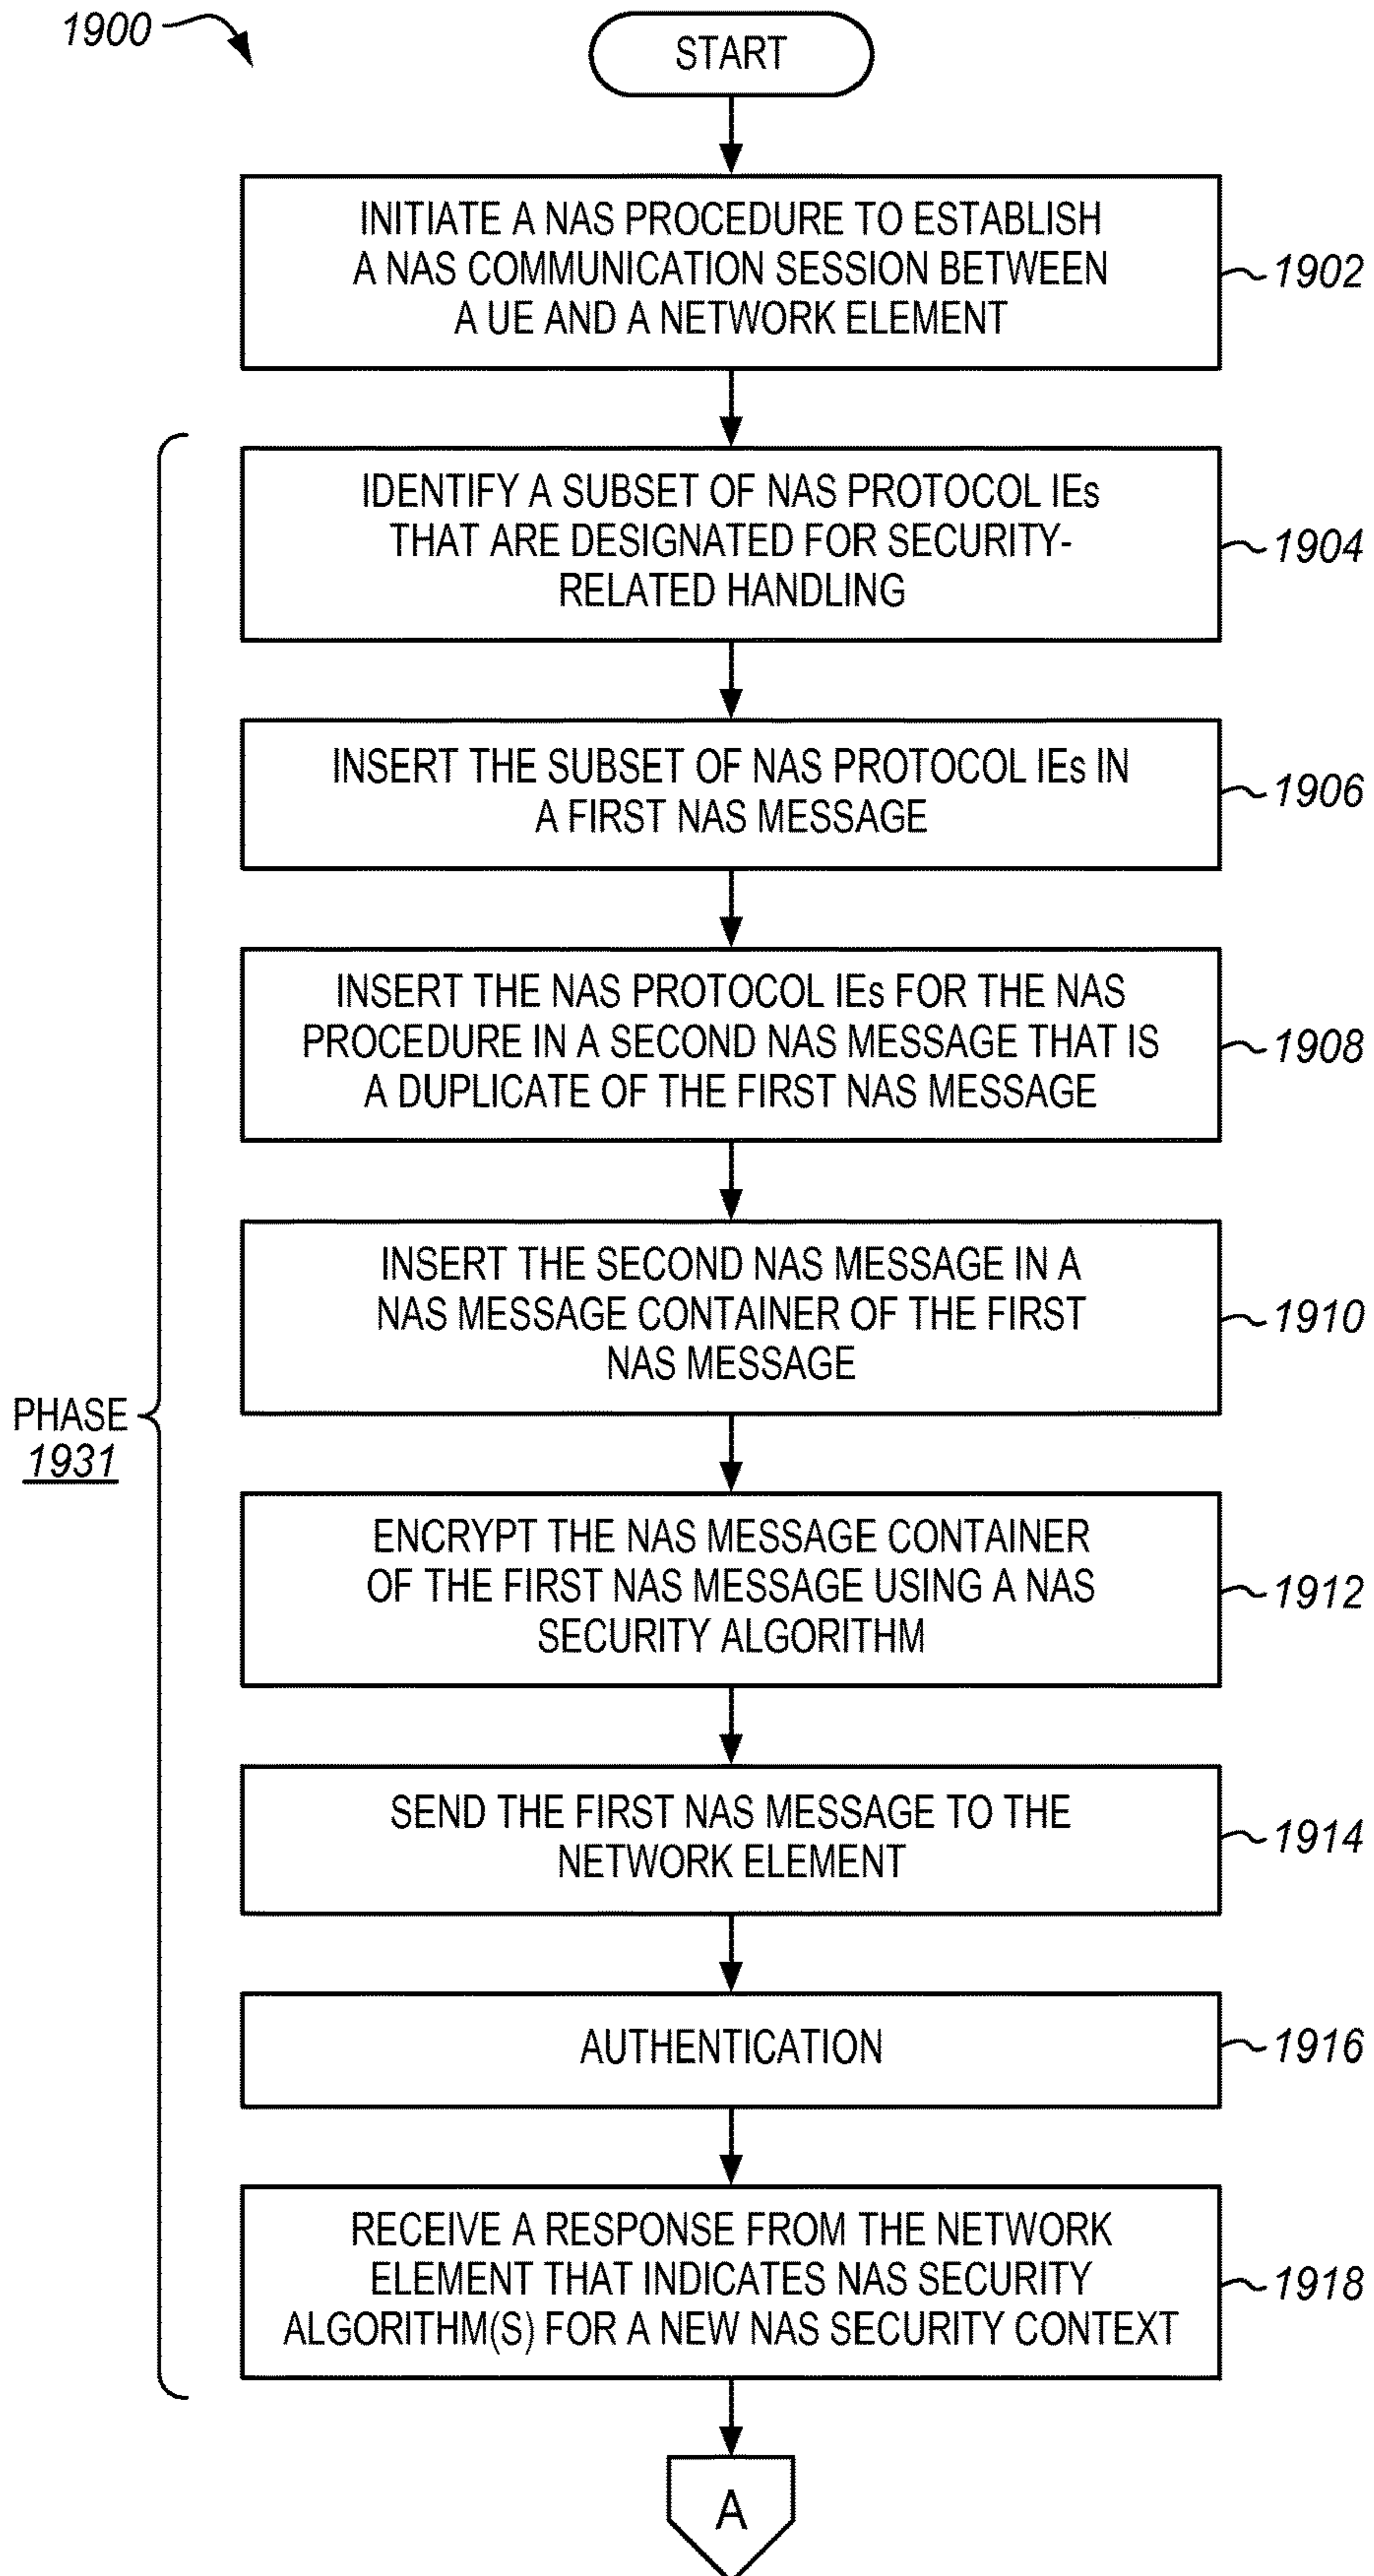 1900
START
INITIATE A NAS PROCEDURE TO ESTABLISH
A NAS COMMUNICATION SESSION BETWEEN
A UE AND A NETWORK ELEMENT
1902
IDENTIFY A SUBSET OF NAS PROTOCOL IEs
THAT ARE DESIGNATED FOR SECURITY-
RELATED HANDLING
1904
INSERT THE SUBSET OF NAS PROTOCOL IEs IN
A FIRST NAS MESSAGE
1906
INSERT THE NAS PROTOCOL IEs FOR THE NAS
PROCEDURE IN A SECOND NAS MESSAGE THAT IS
A DUPLICATE OF THE FIRST NAS MESSAGE
1908
INSERT THE SECOND NAS MESSAGE IN A
NAS MESSAGE CONTAINER OF THE FIRST
NAS MESSAGE
1910
PHASE
1931
ENCRYPT THE NAS MESSAGE CONTAINER
OF THE FIRST NAS MESSAGE USING A NAS
SECURITY ALGORITHM
1912
SEND THE FIRST NAS MESSAGE TO THE
NETWORK ELEMENT
1914
AUTHENTICATION
1916
RECEIVE A RESPONSE FROM THE NETWORK
ELEMENT THAT INDICATES NAS SECURITY
ALGORITHM(S) FOR A NEW NAS SECURITY CONTEXT
1918
A